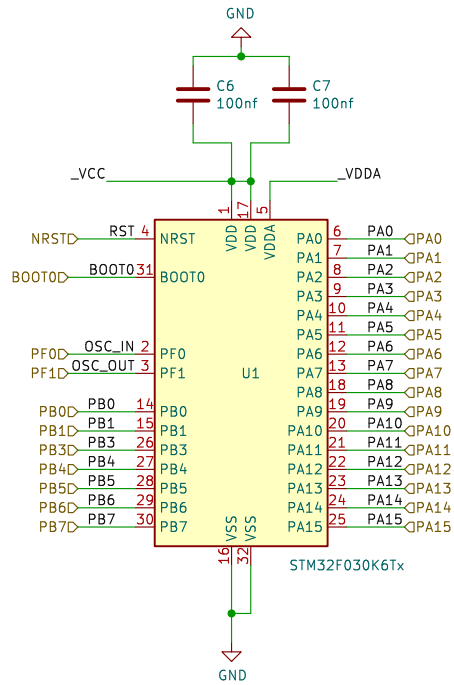 GND
C6
100nf
C7
100nf
_VCC
_VDDA
1
17
5
VDD
VDD
VDDA
NRST RST 4 NRST
PA0 6 PA0 PA0
PA1 7 PA1 PA1
BOOT0 BOOT0 31 BOOT0
PA2 8 PA2 PA2
PA3 9 PA3 PA3
PA4 10 PA4 PA4
PA5 11 PA5 PA5
PF0 OSC_IN 2 PF0
PA6 12 PA6 PA6
PF1 OSC_OUT 3 PF1
U1
PA7 13 PA7 PA7
PA8 18 PA8 PA8
PB0 PB0 14 PB0
PA9 19 PA9 PA9
PB1 PB1 15 PB1
PA10 20 PA10 PA10
PB3 PB3 26 PB3
PA11 21 PA11 PA11
PB4 PB4 27 PB4
PA12 22 PA12 PA12
PB5 PB5 28 PB5
PA13 23 PA13 PA13
PB6 PB6 29 PB6
PA14 24 PA14 PA14
PB7 PB7 30 PB7
PA15 25 PA15 PA15
VSS
VSS
16
32
STM32F030K6Tx
GND